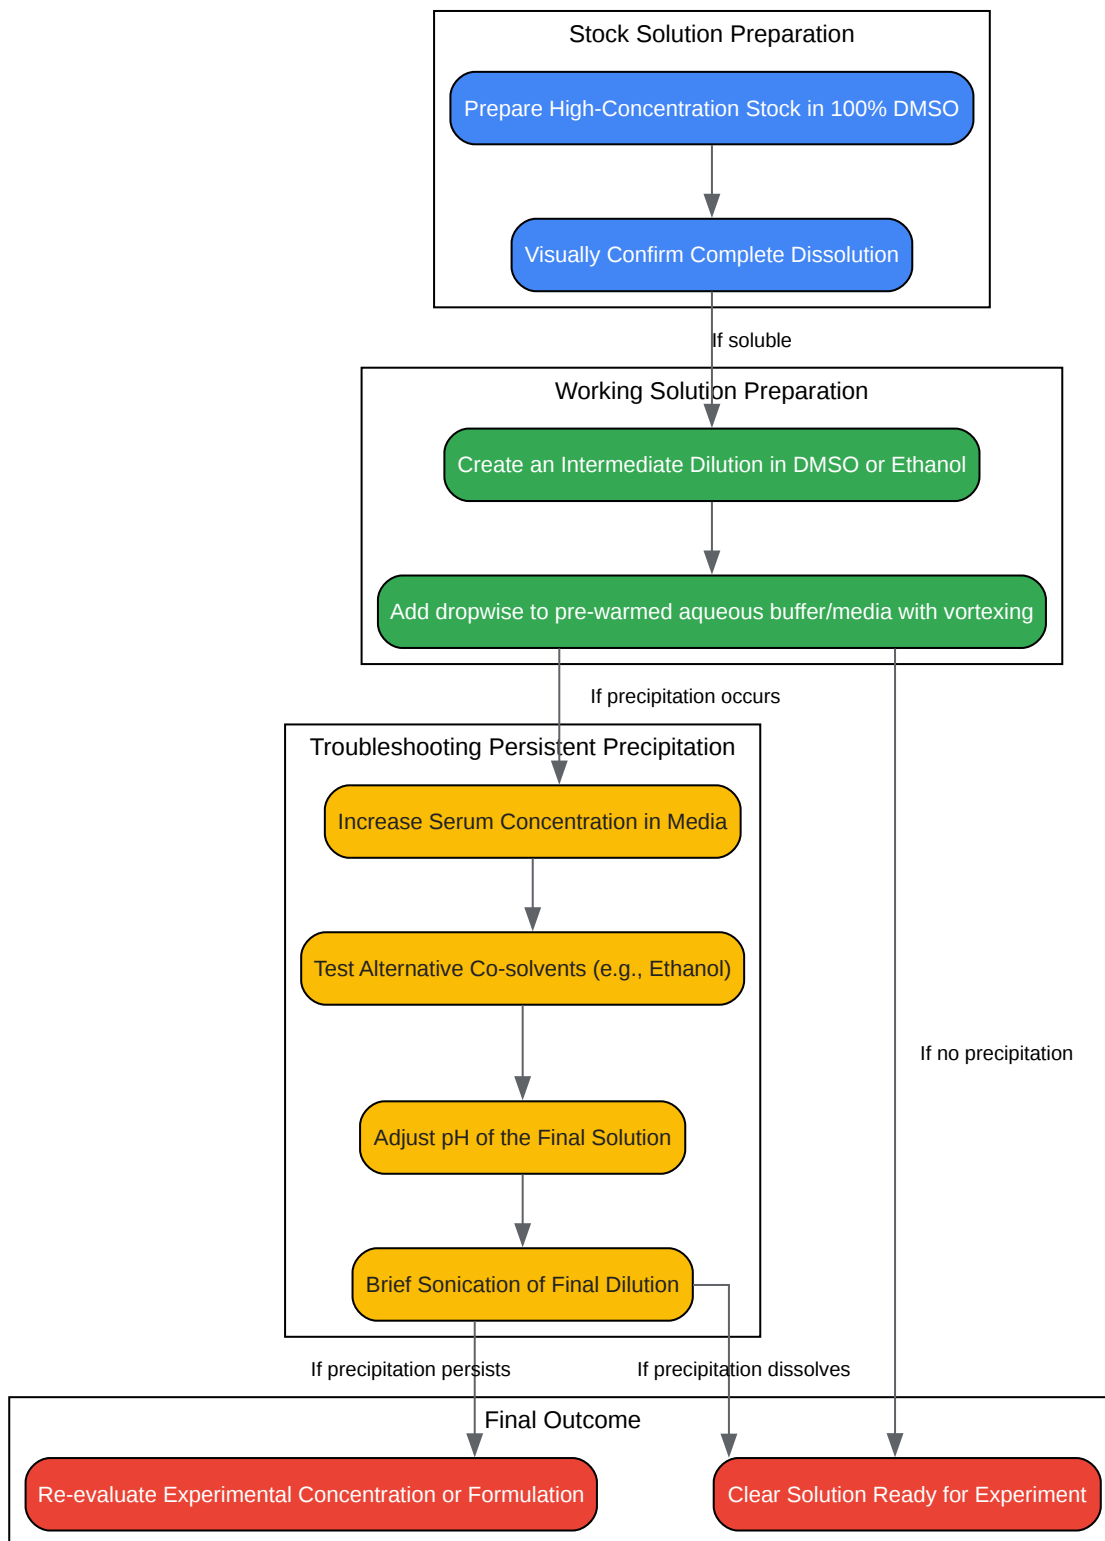 Stock Solution Preparation
Prepare High-Concentration Stock in 100% DMSO
Visually Confirm Complete Dissolution
If soluble
Working Solution Preparation
Create an Intermediate Dilution in DMSO or Ethanol
Add dropwise to pre-warmed aqueous buffer/media with vortexing
If precipitation occurs
Troubleshooting Persistent Precipitation
Increase Serum Concentration in Media
Test Alternative Co-solvents (e.g., Ethanol)
If no precipitation
Adjust pH of the Final Solution
Brief Sonication of Final Dilution
If precipitation persists
If precipitation dissolves
Final Outcome
Re-evaluate Experimental Concentration or Formulation
Clear Solution Ready for Experiment